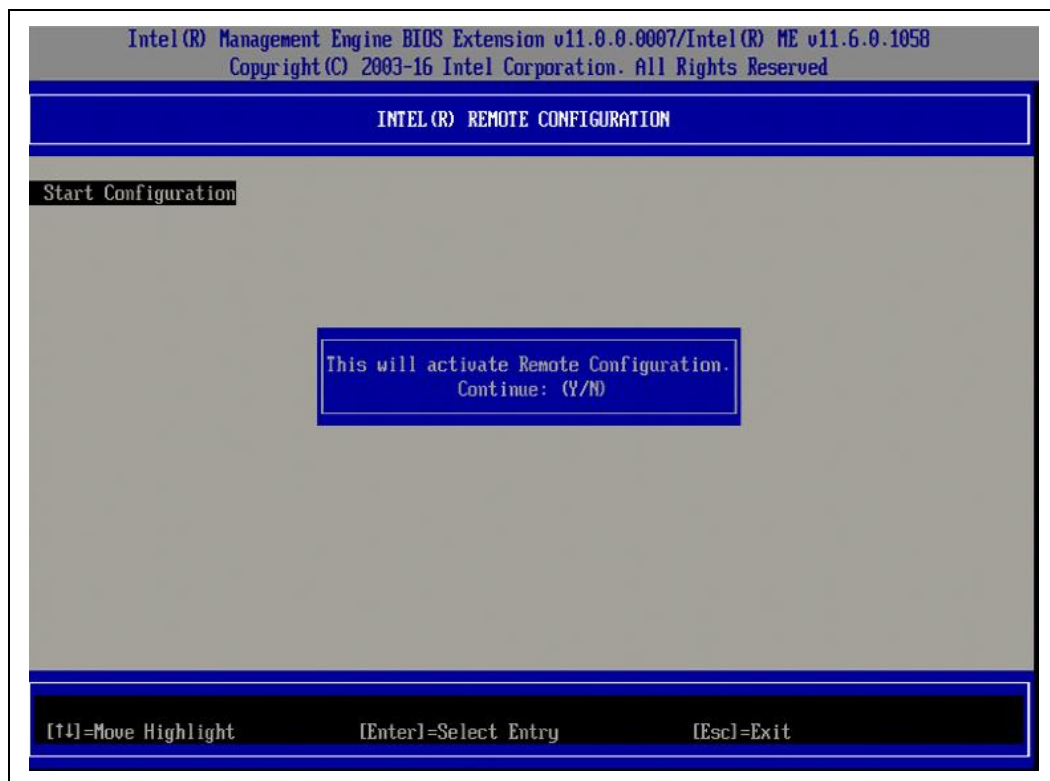 Intel(R) Management Engine BIOS Extension v11.0.0.0007/Intel(R) ME v11.6.0.1058
Copyright(C) 2003-16 Intel Corporation. All Rights Reserved
INTEL(R) REMOTE CONFIGURATION
Start Configuration
This will activate Remote Configuration.
Continue: (Y/N)
[↑↓]=Move Highlight [Enter]=Select Entry [Esc]=Exit